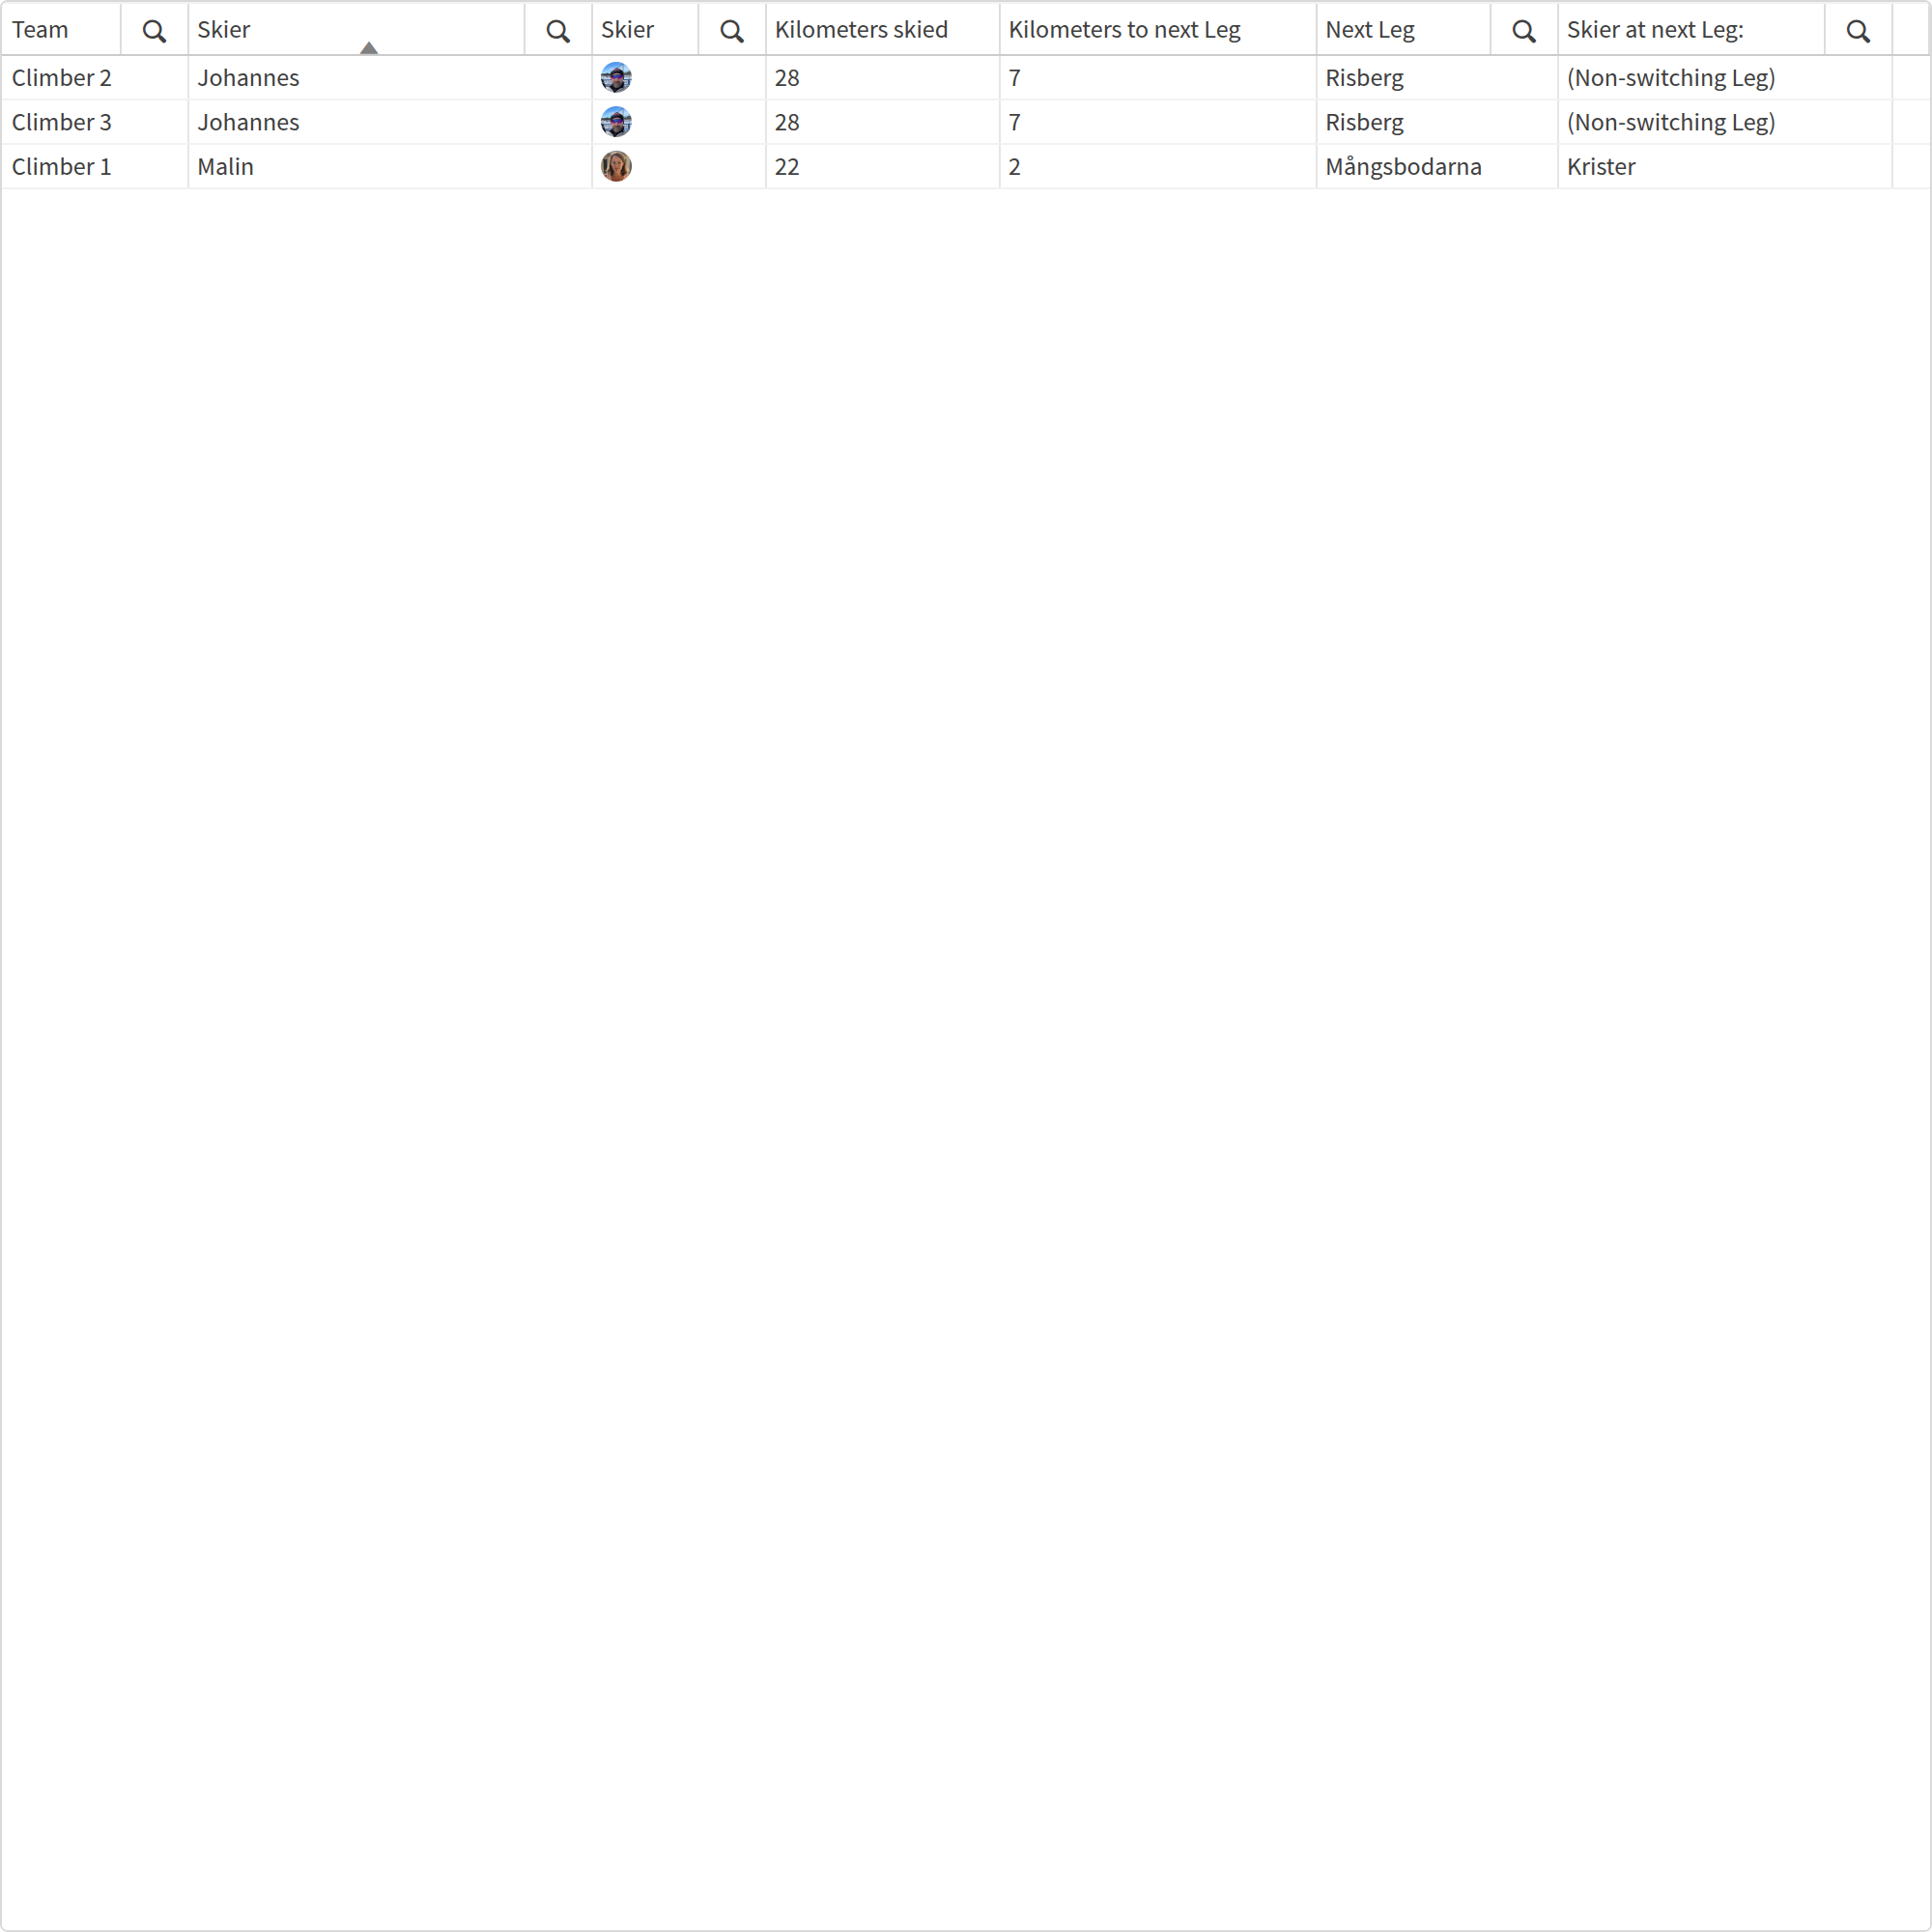 Team Skier Skier Kilometers skied Kilometers to next Leg Next Leg Skier at next Leg:
Climber 2 Johannes 28 7 Risberg (Non-switching Leg)
Climber 3 Johannes 28 7 Risberg (Non-switching Leg)
Climber 1 Malin 22 2 Mångsbodarna Krister